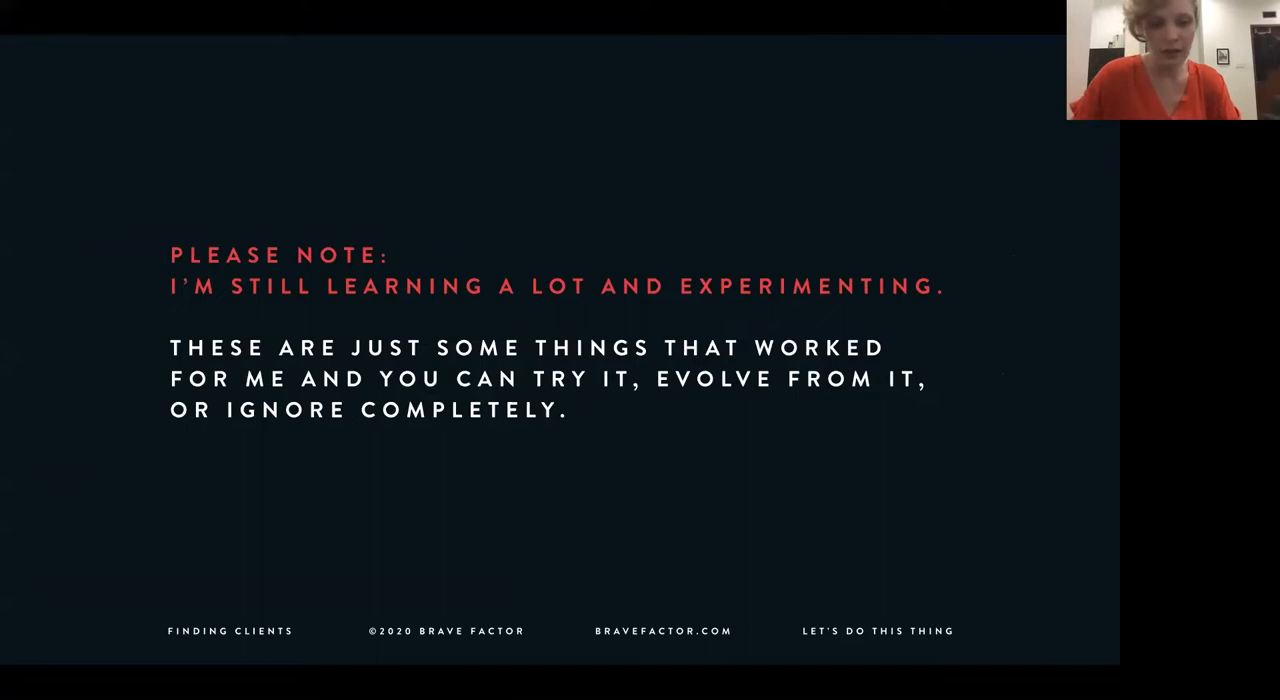 PLEASE NOTE:
I'M STILL LEARNING A LOT AND EXPERIMENTING.
THESE ARE JUST SOME THINGS THAT WORKED
FOR ME AND YOU CAN TRY IT, EVOLVE FROM IT,
OR IGNORE COMPLETELY.
FINDING CLIENTS
©2020 BRAVE FACTOR
BRAVEFACTOR.COM
LET'S DO THIS THING